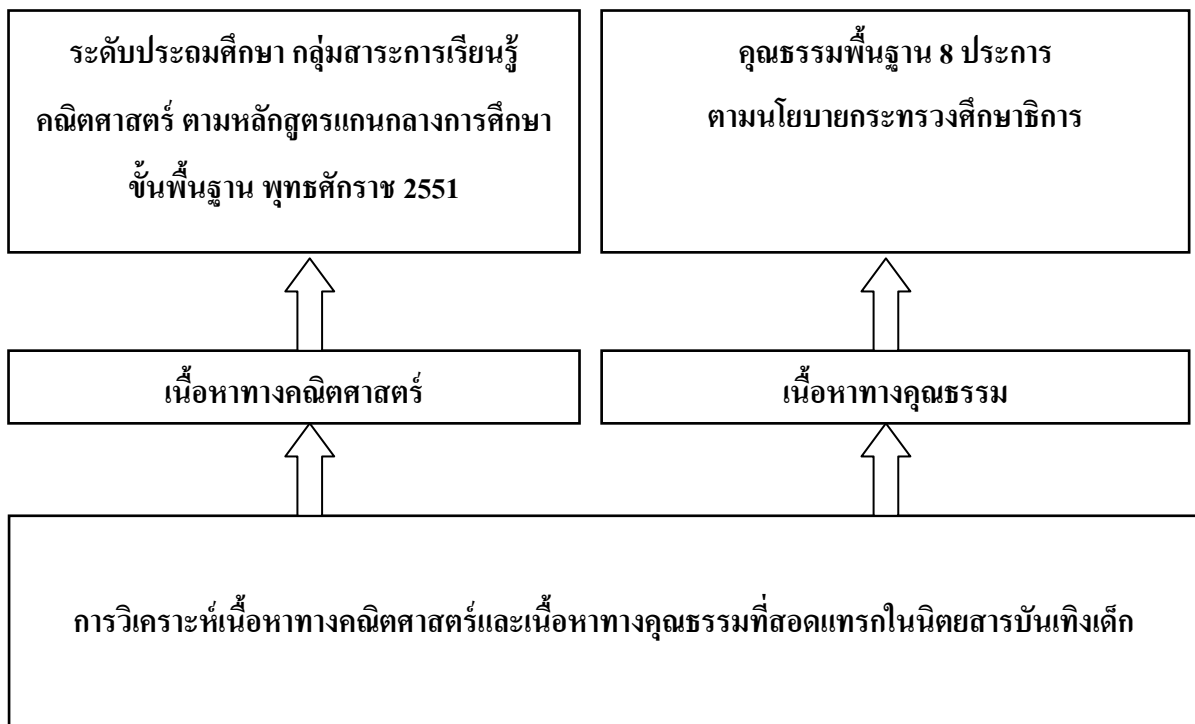 ระดับประถมศึกษา กลุ่มสาระการเรียนรู้
คณิตศาสตร์ ตามหลักสูตรแกนกลางการศึกษา
ขั้นพื้นฐาน พุทธศักราช 2551
คุณธรรมพื้นฐาน 8 ประการ
ตามนโยบายกระทรวงศึกษาธิการ
เนื้อหาทางคณิตศาสตร์
เนื้อหาทางคุณธรรม
การวิเคราะห์เนื้อหาทางคณิตศาสตร์และเนื้อหาทางคุณธรรมที่สอดแทรกในนิตยสารบันเทิงเด็ก